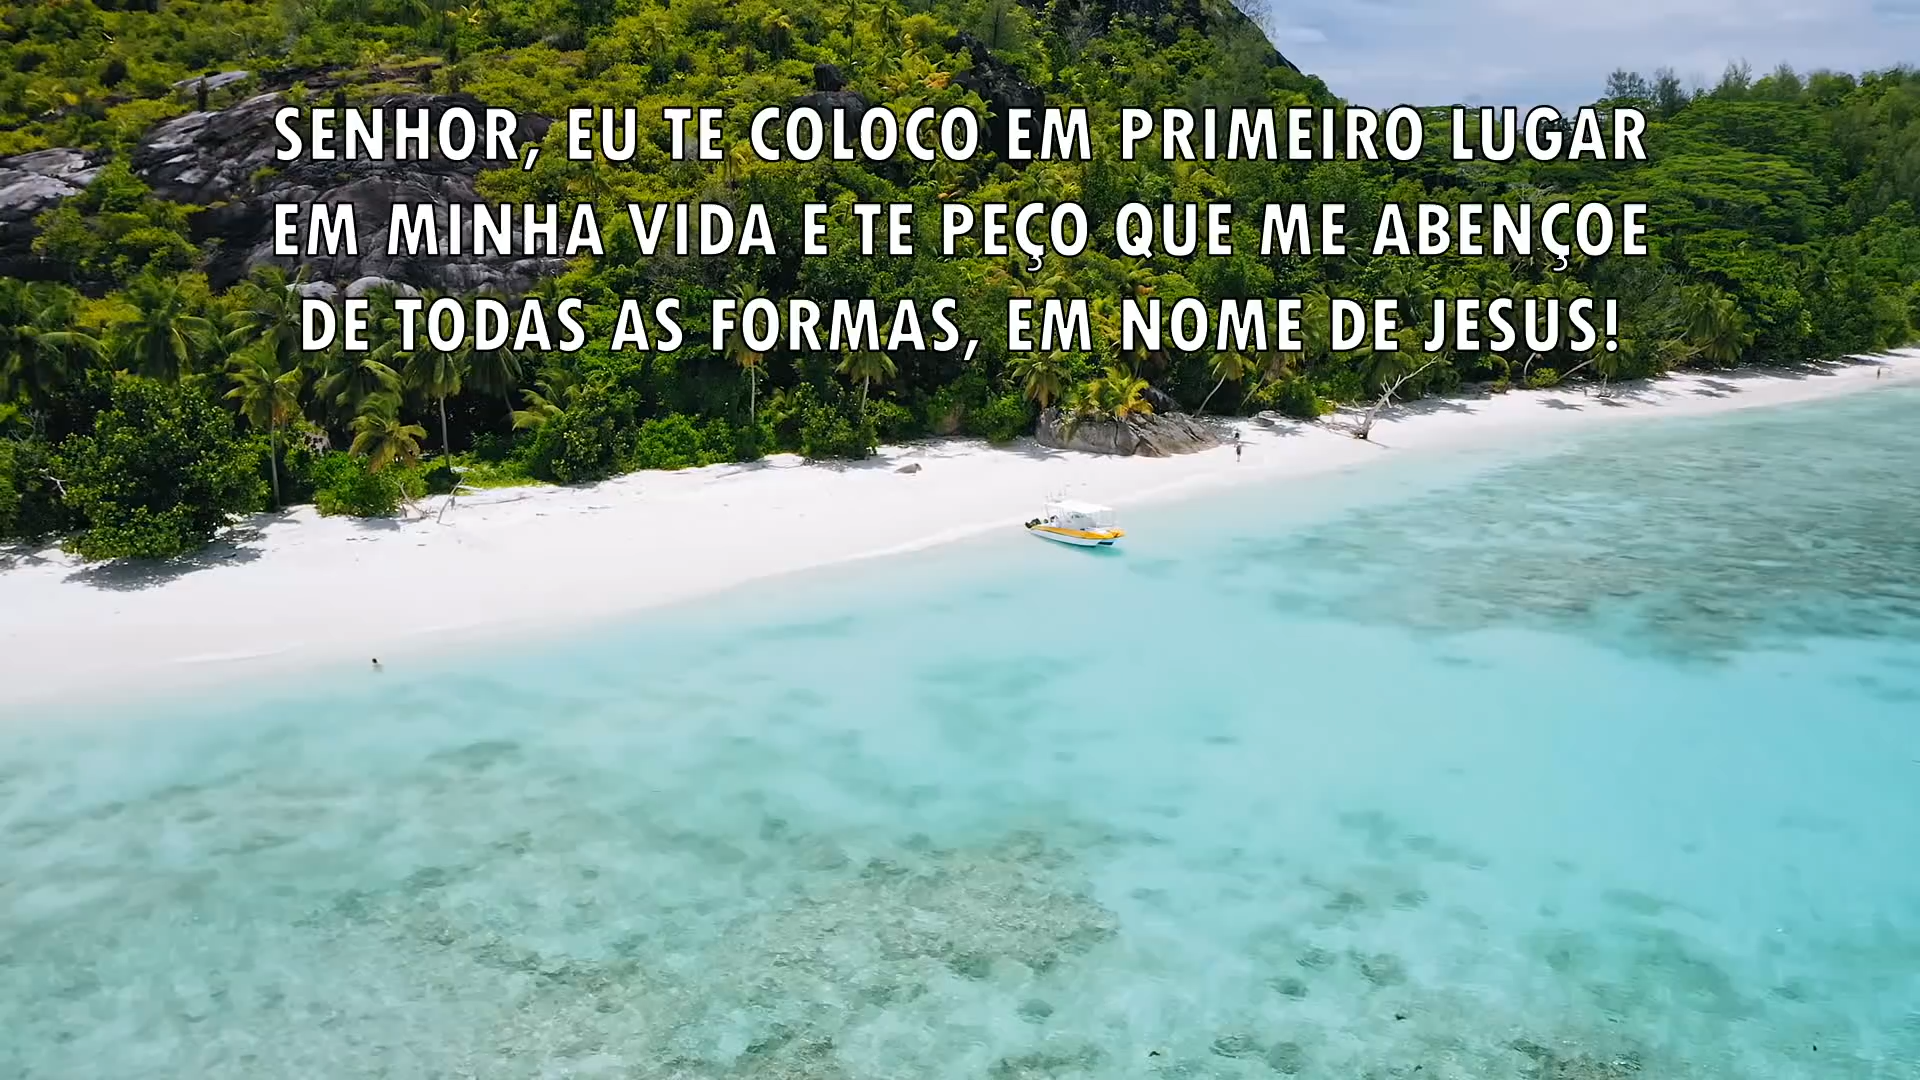 SENHOR, EU TE COLOCO EM PRIMEIRO LUGAR
EM MINHA VIDA E TE PEÇO QUE ME ABENÇOE
DE TODAS AS FORMAS, EM NOME DE JESUS!